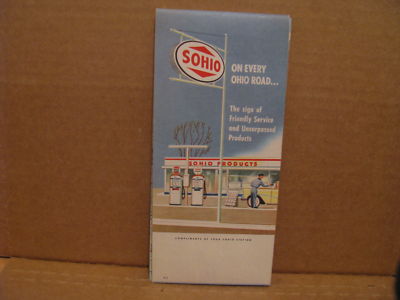 SOHIO
ON EVERY
OHIO ROAD...
The sign of
Friendly Service
and Unsurpassed
Products
SOHIO PRODUCTS
COMPLIMENTS OF YOUR SOHIO STATION